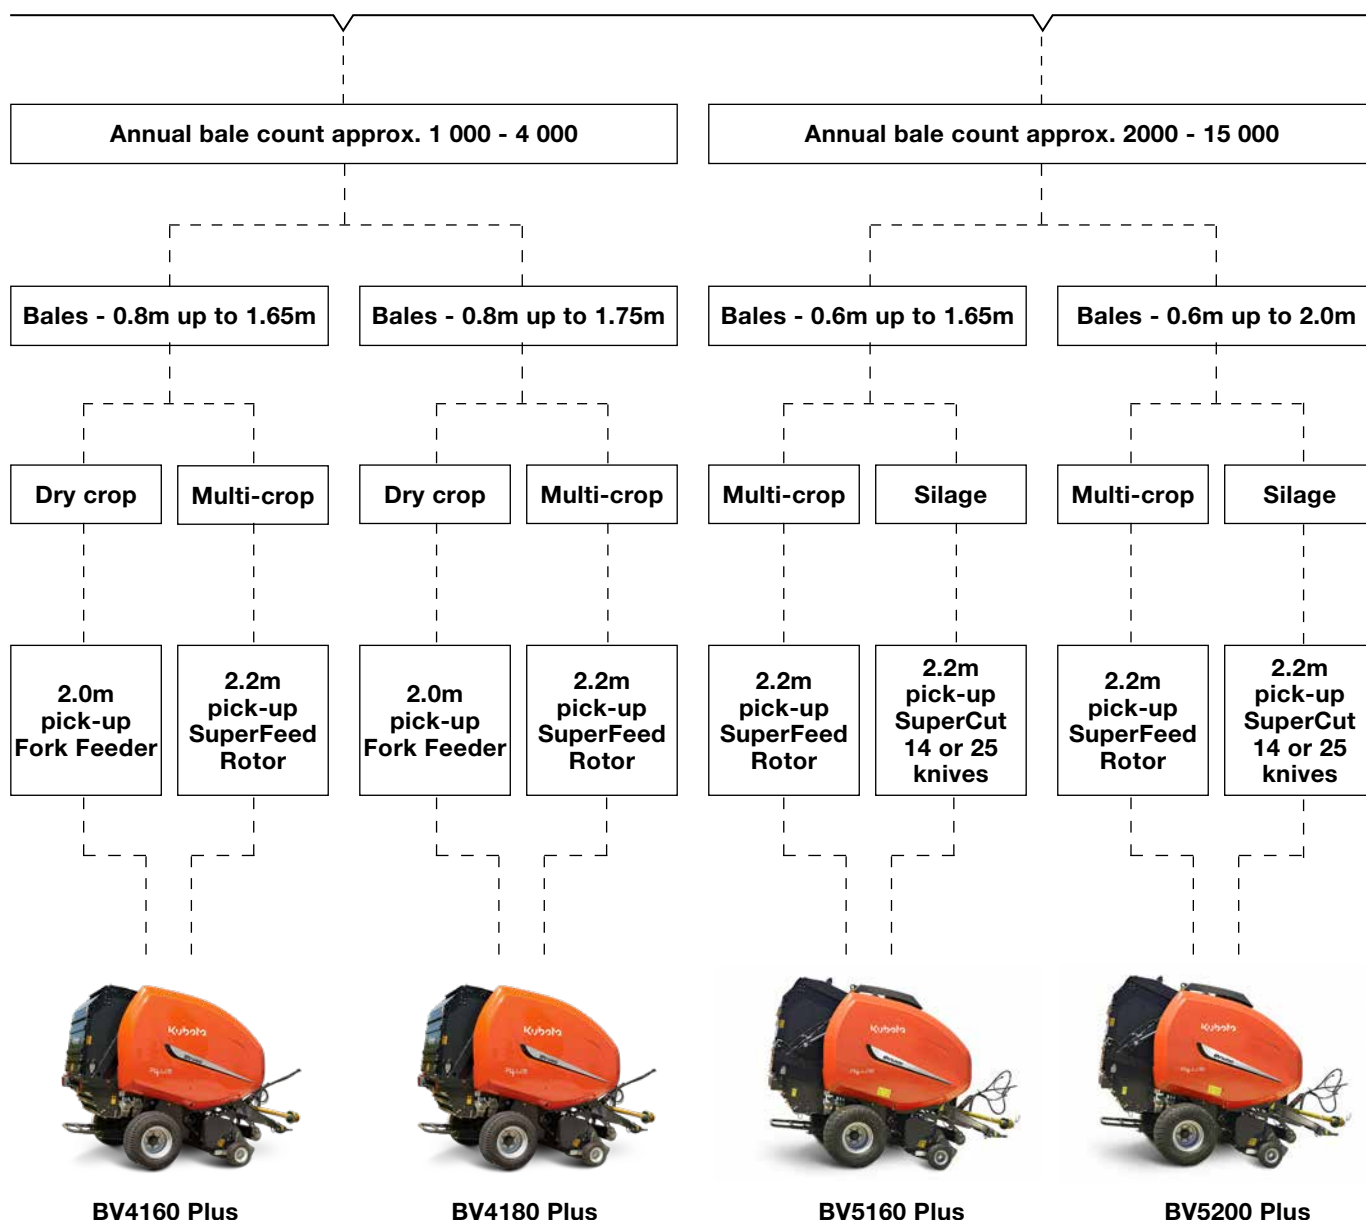 Annual bale count approx. 1 000 - 4 000
Annual bale count approx. 2000 - 15 000
Bales - 0.8m up to 1.65m
Bales - 0.8m up to 1.75m
Bales - 0.6m up to 1.65m
Bales - 0.6m up to 2.0m
Dry crop
Multi-crop
Dry crop
Multi-crop
Multi-crop
Silage
Multi-crop
Silage
2.0m
pick-up
Fork Feeder
2.2m
pick-up
SuperFeed
Rotor
2.0m
pick-up
Fork Feeder
2.2m
pick-up
SuperFeed
Rotor
2.2m
pick-up
SuperFeed
Rotor
2.2m
pick-up
SuperCut
14 or 25
knives
2.2m
pick-up
SuperFeed
Rotor
2.2m
pick-up
SuperCut
14 or 25
knives
Kubota
Kubota
Kubota
Kubota
BV4160 Plus
BV4180 Plus
BV5160 Plus
BV5200 Plus